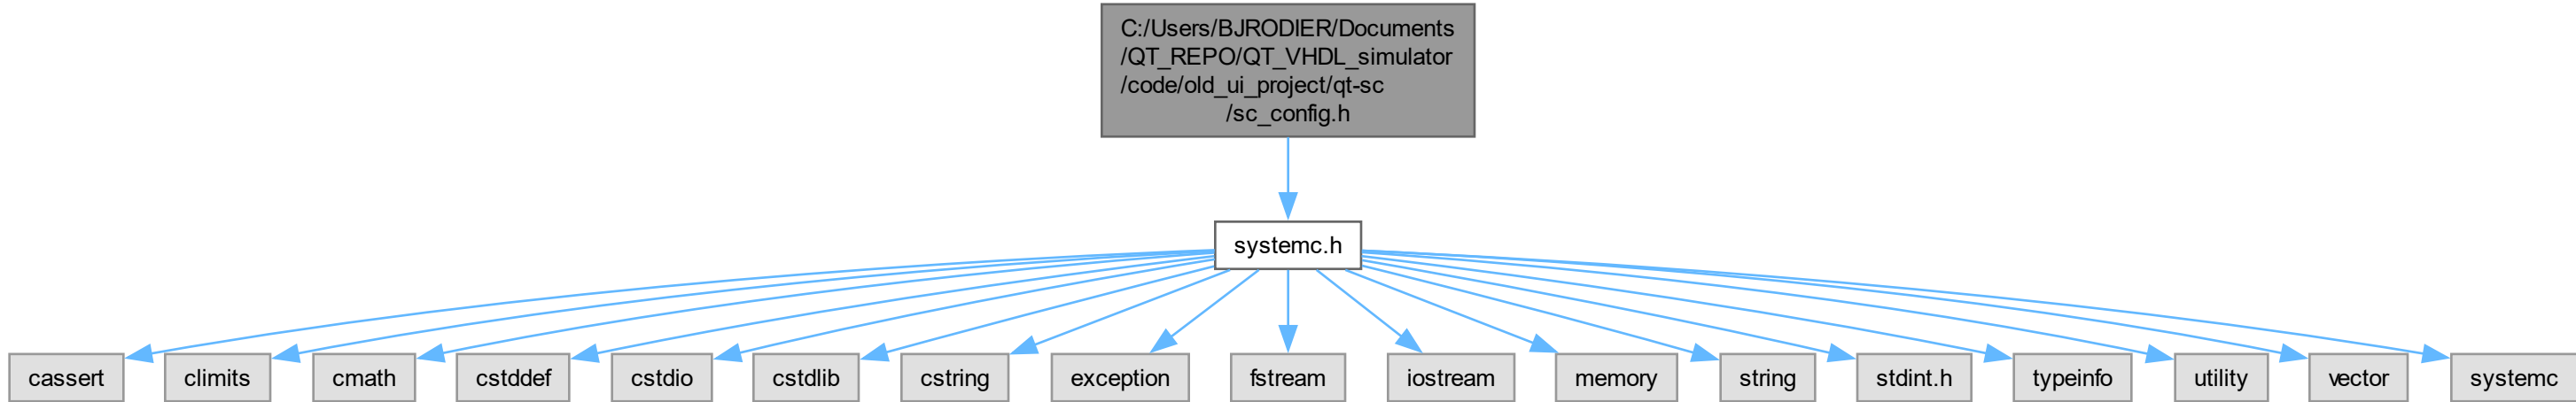 C:/Users/BJRODIER/Documents
/QT_REPO/QT_VHDL_simulator
/code/old_ui_project/qt-sc
/sc_config.h
systemc.h
cassert
climits
cmath
cstddef
cstdio
cstdlib
cstring
exception
fstream
iostream
memory
string
stdint.h
typeinfo
utility
vector
systemc